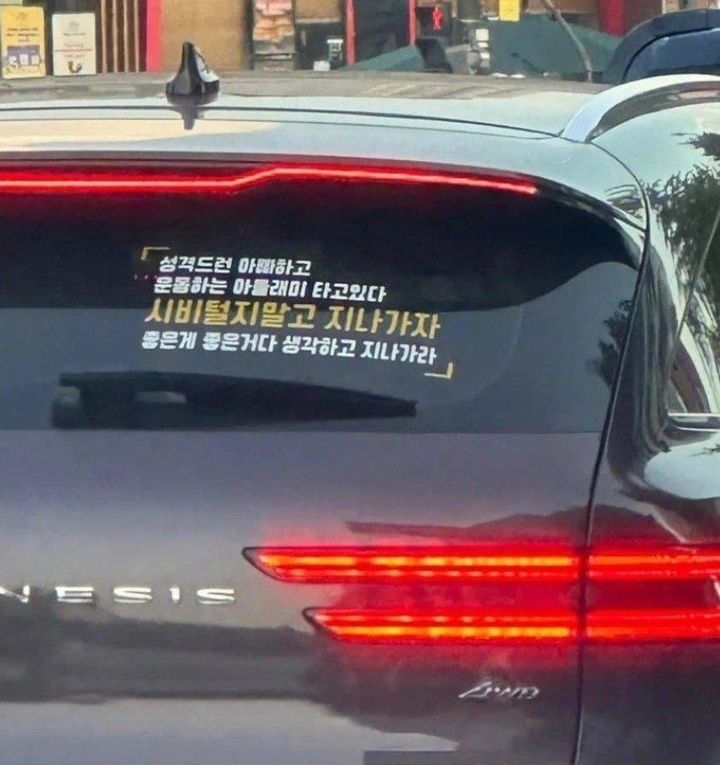 성격드런 아빠하고
운동하는 아들래미 타고있다
시비털지말고 지나가자
좋은게 좋은거다 생각하고 지나가라
NESIS
AWD